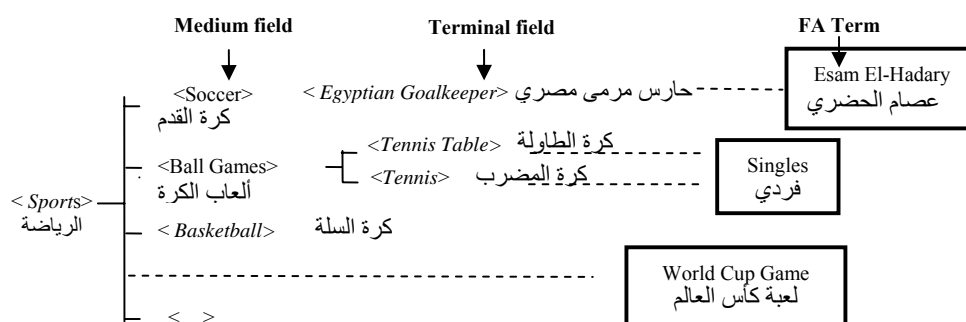 Medium field Terminal field FA Term
<Soccer> < Egyptian Goalkeeper> حارس مرمى مصري Esam El-Hadary
كرة القدم عصام الحضري
<Tennis Table> كرة الطاولة
<Ball Games> Singles
<Tennis> كرة المضرب
ألعاب الكرة فردي
< Sports>
الرياضة
< Basketball> كرة السلة
World Cup Game
لعبة كأس العالم
< >